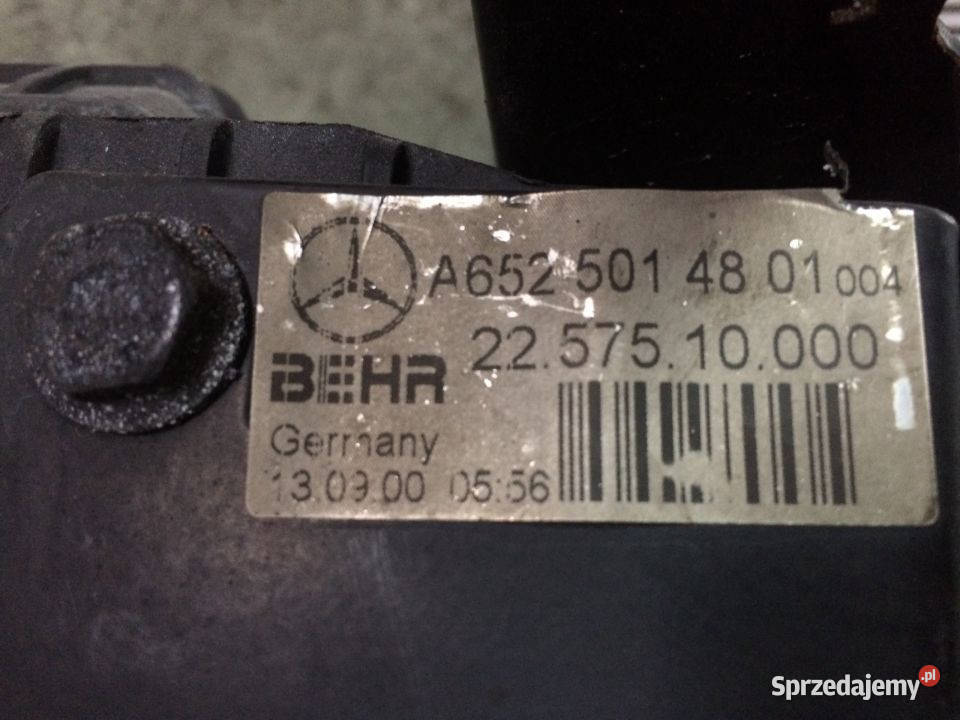 A652 501 48 01 004
22.575.10.000
BEHR
Germany
13.09.00 05:56
Sprzedajemy.pl